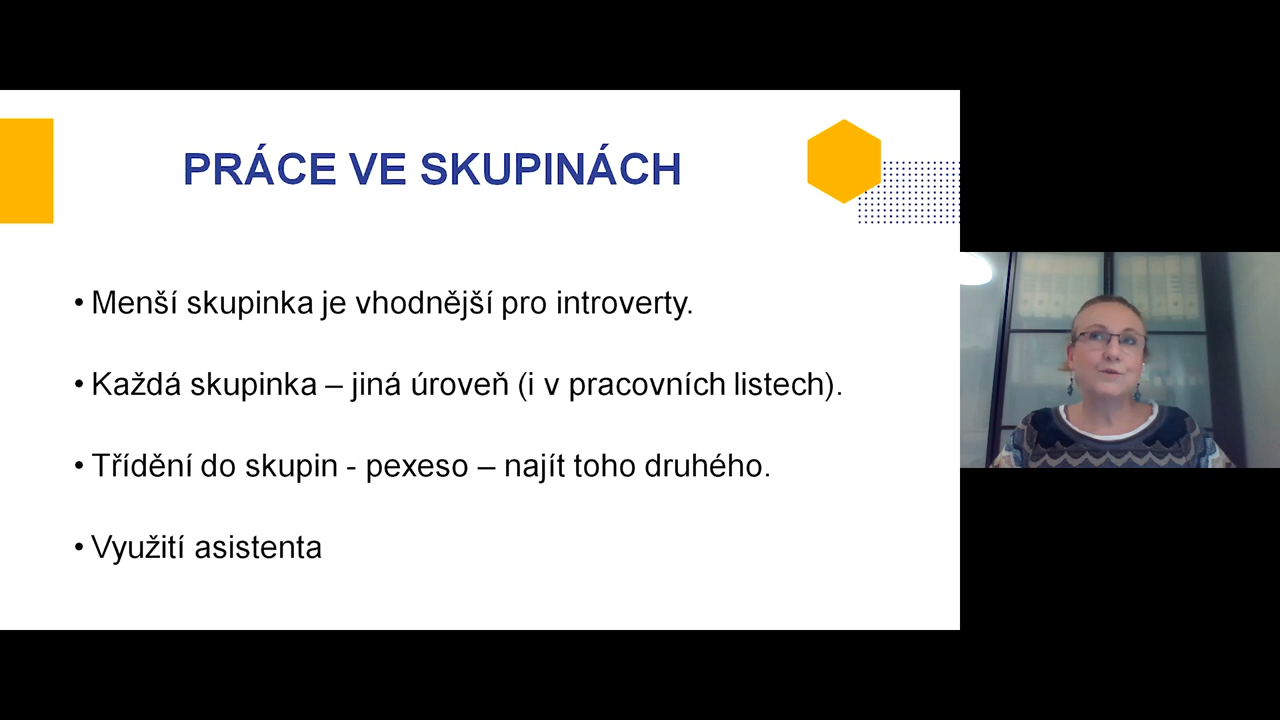 PRÁCE VE SKUPINÁCH
• Menší skupinka je vhodnější pro introverty.
• Každá skupinka – jiná úroveň (i v pracovních listech).
• Třídění do skupin - pexeso – najít toho druhého.
• Využití asistenta